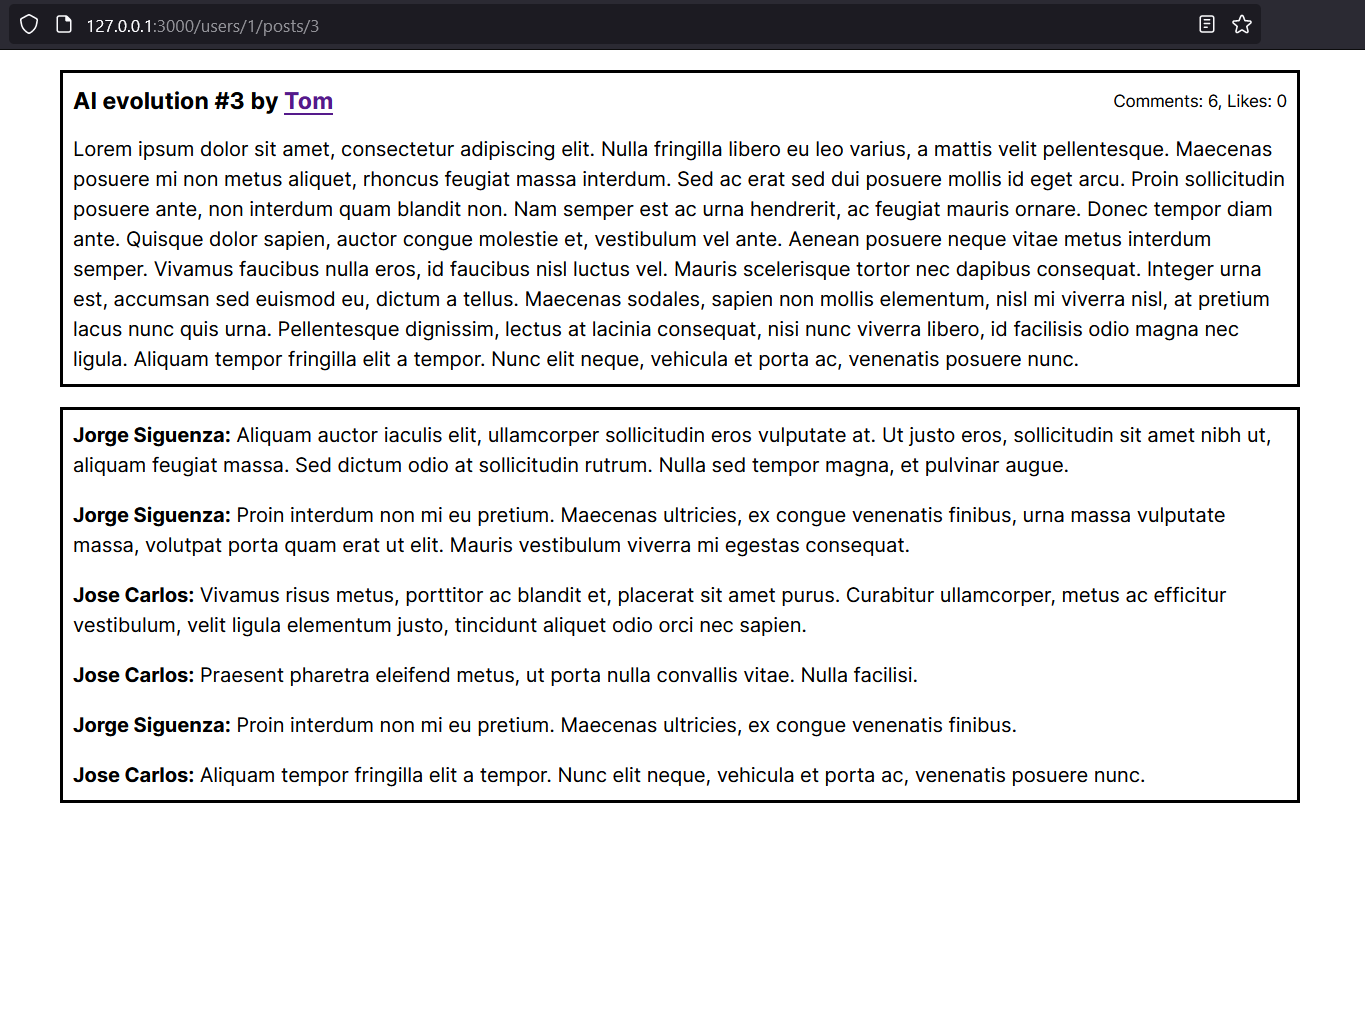 127.0.0.1:3000/users/1/posts/3
AI evolution #3 by Tom
Comments: 6, Likes: 0
Lorem ipsum dolor sit amet, consectetur adipiscing elit. Nulla fringilla libero eu leo varius, a mattis velit pellentesque. Maecenas
posuere mi non metus aliquet, rhoncus feugiat massa interdum. Sed ac erat sed dui posuere mollis id eget arcu. Proin sollicitudin
posuere ante, non interdum quam blandit non. Nam semper est ac urna hendrerit, ac feugiat mauris ornare. Donec tempor diam
ante. Quisque dolor sapien, auctor congue molestie et, vestibulum vel ante. Aenean posuere neque vitae metus interdum
semper. Vivamus faucibus nulla eros, id faucibus nisl luctus vel. Mauris scelerisque tortor nec dapibus consequat. Integer urna
est, accumsan sed euismod eu, dictum a tellus. Maecenas sodales, sapien non mollis elementum, nisl mi viverra nisl, at pretium
lacus nunc quis urna. Pellentesque dignissim, lectus at lacinia consequat, nisi nunc viverra libero, id facilisis odio magna nec
ligula. Aliquam tempor fringilla elit a tempor. Nunc elit neque, vehicula et porta ac, venenatis posuere nunc.
Jorge Siguenza: Aliquam auctor iaculis elit, ullamcorper sollicitudin eros vulputate at. Ut justo eros, sollicitudin sit amet nibh ut,
aliquam feugiat massa. Sed dictum odio at sollicitudin rutrum. Nulla sed tempor magna, et pulvinar augue.
Jorge Siguenza: Proin interdum non mi eu pretium. Maecenas ultricies, ex congue venenatis finibus, urna massa vulputate
massa, volutpat porta quam erat ut elit. Mauris vestibulum viverra mi egestas consequat.
Jose Carlos: Vivamus risus metus, porttitor ac blandit et, placerat sit amet purus. Curabitur ullamcorper, metus ac efficitur
vestibulum, velit ligula elementum justo, tincidunt aliquet odio orci nec sapien.
Jose Carlos: Praesent pharetra eleifend metus, ut porta nulla convallis vitae. Nulla facilisi.
Jorge Siguenza: Proin interdum non mi eu pretium. Maecenas ultricies, ex congue venenatis finibus.
Jose Carlos: Aliquam tempor fringilla elit a tempor. Nunc elit neque, vehicula et porta ac, venenatis posuere nunc.